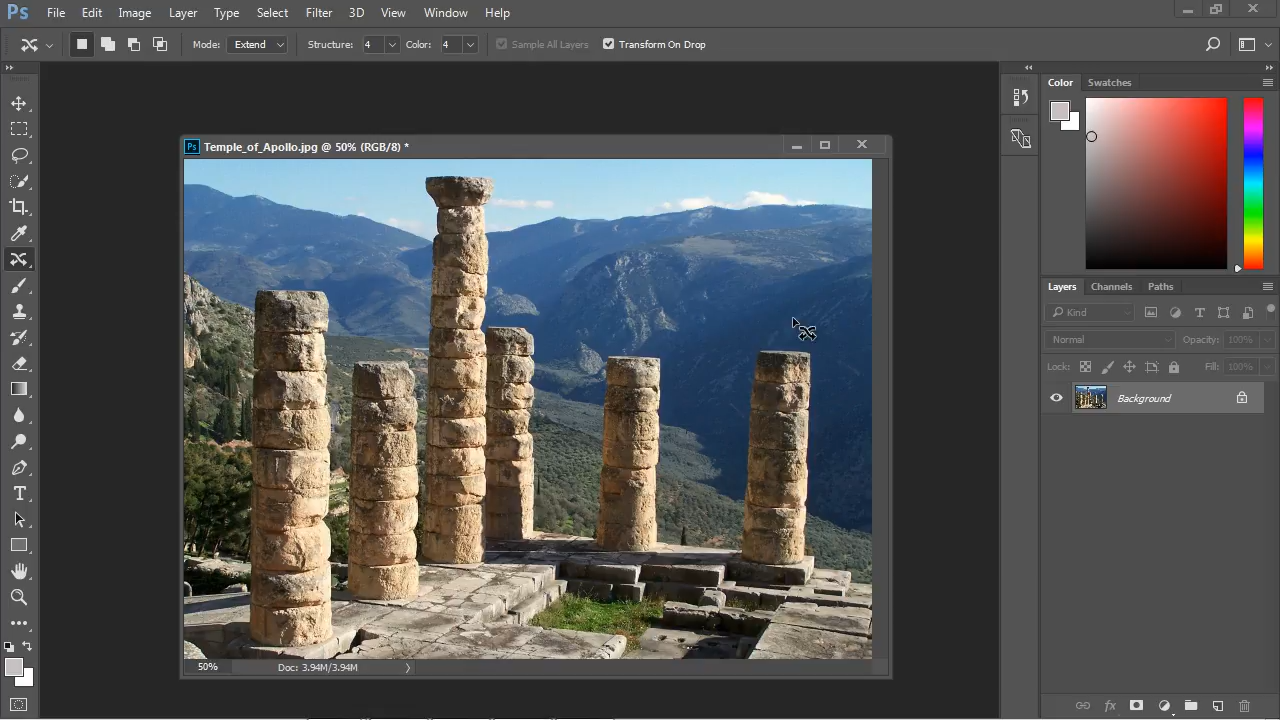 Ps File Edit Image Layer Type Select Filter 3D View Window Help
Mode: Extend Structure: 4 Color: 4 Sample All Layers Transform On Drop
Color Swatches
Ps Temple_of_Apollo.jpg @ 50% (RGB/8) *
Layers Channels Paths
Kind
Normal Opacity: 100%
Lock: Fill: 100%
Background
50% Doc: 3.94M/3.94M